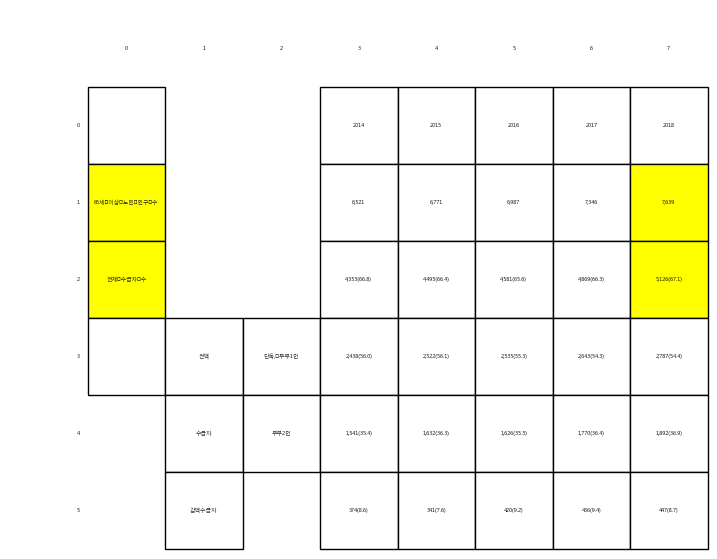 0 1 2 3 4 5 6 7
0 2014 2015 2016 2017 2018
1 65세□이상□노인□인구□수 6,521 6,771 6,987 7,346 7,639
2 전체□수급자□수 4,353(66.8) 4,495(66.4) 4,581(65.6) 4,869(66.3) 5,126(67.1)
3 전액 단독,□부부1인 2,438(56.0) 2,522(56.1) 2,535(55.3) 2,643(54.3) 2,787(54.4)
4 수급자 부부2인 1,541(35.4) 1,632(36.3) 1,626(35.5) 1,770(36.4) 1,892(36.9)
5 감액수급자 374(8.6) 341(7.6) 420(9.2) 456(9.4) 447(8.7)